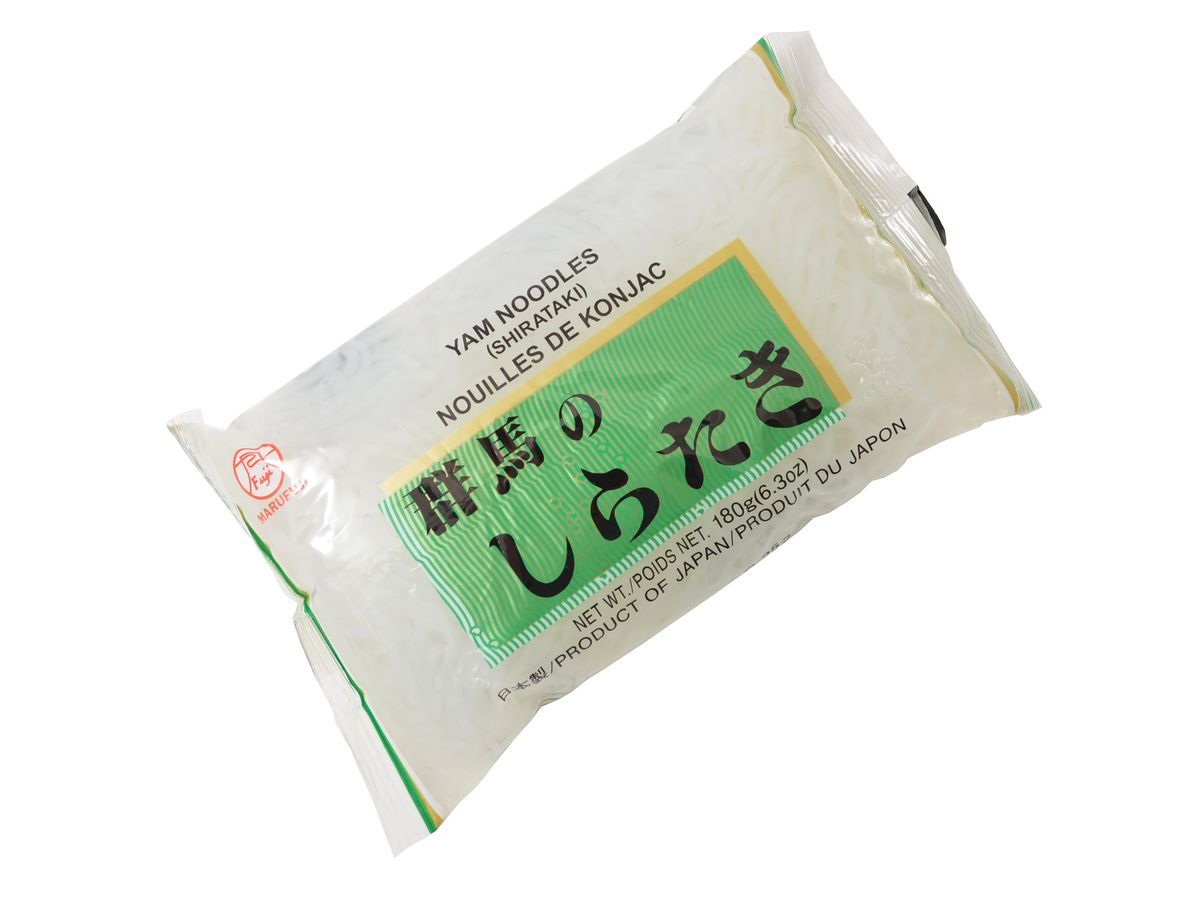 YAM NOODLES
(SHIRATAKI)
NOUILLES DE KONJAC
群馬の
しらたき
NET WT./POIDS NET. 180g(6.3oz)
日本製/PRODUCT OF JAPAN/PRODUIT DU JAPON
Fuji